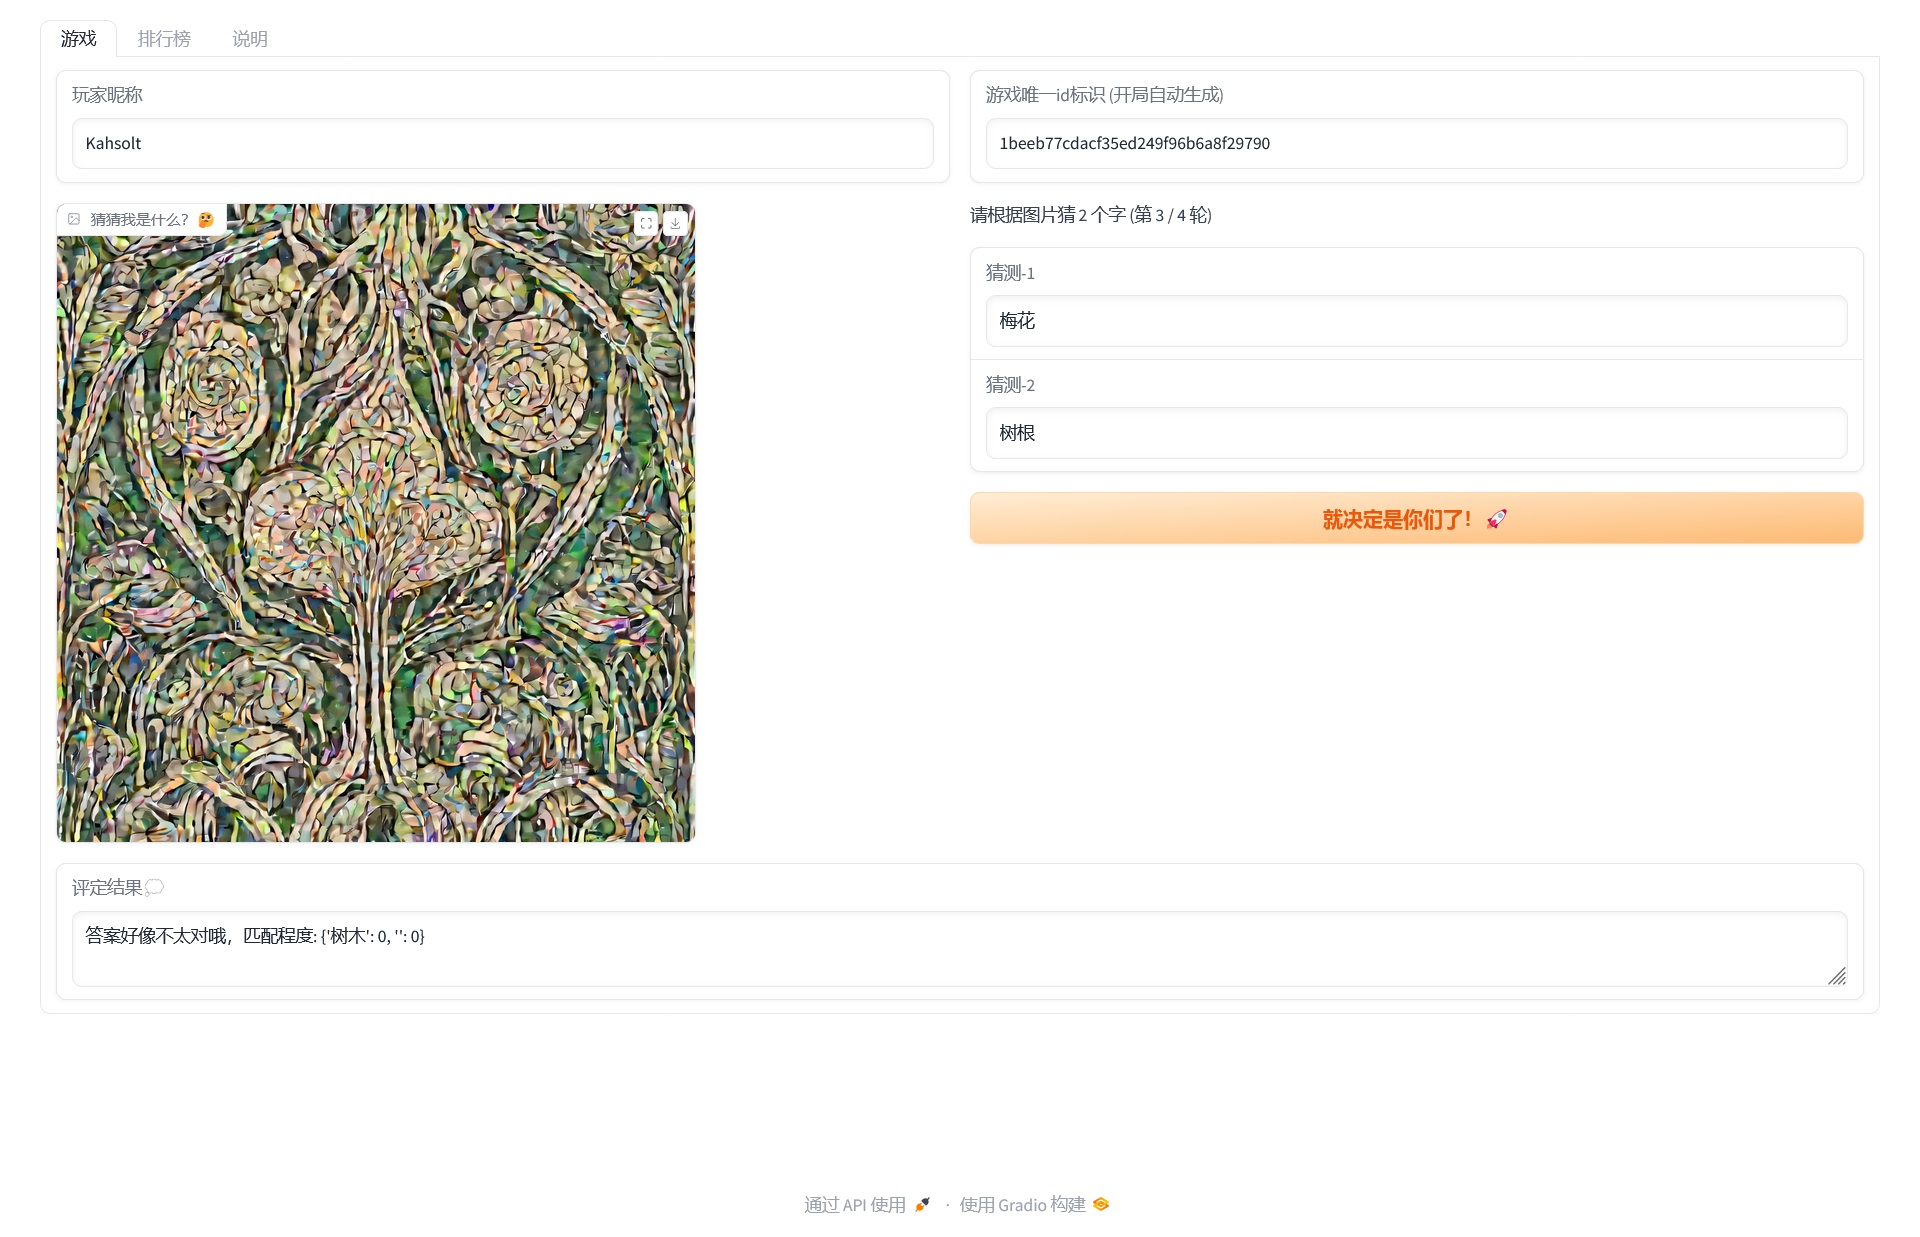 游戏
排行榜
说明
玩家昵称
Kahsolt
游戏唯一id标识 (开局自动生成)
1beeb77cdacf35ed249f96b6a8f29790
猜猜我是什么？🤔
请根据图片猜 2 个字 (第 3 / 4 轮)
猜测-1
梅花
猜测-2
树根
就决定是你们了！🚀
评定结果💭
答案好像不太对哦，匹配程度: {'树木': 0, '': 0}
通过 API 使用 · 使用 Gradio 构建